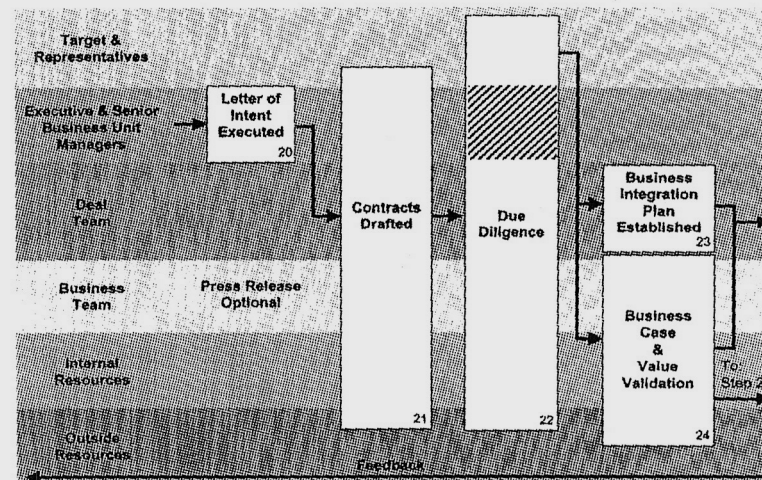 Target &
Representatives
Executive & Senior
Business Unit
Managers
Deal
Team
Business
Team
Internal
Resources
Outside
Resources
Letter of
Intent
Executed
20
Press Release
Optional
Contracts
Drafted
21
Due
Diligence
22
Business
Integration
Plan
Established
23
Business
Case
&
Value
Validation
24
To:
Step 2
Feedback